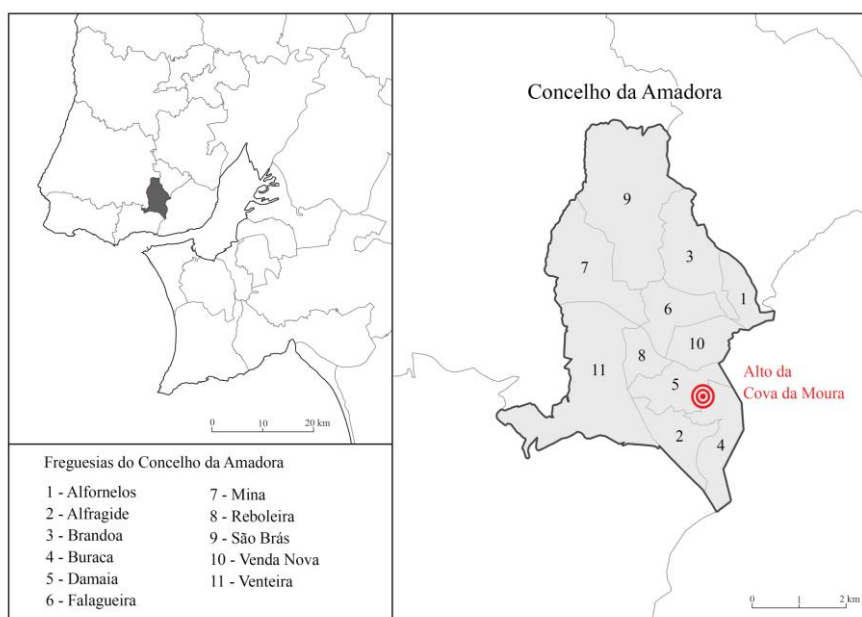 0 10 20 km
Freguesias do Concelho da Amadora
1 - Alfornelos
2 - Alfragide
3 - Brandoa
4 - Buraca
5 - Damaia
6 - Falagueira
7 - Mina
8 - Reboleira
9 - São Brás
10 - Venda Nova
11 - Venteira
Concelho da Amadora
9
3
7
1
6
10
8
11
5
Alto da
Cova da Moura
2
4
0 1 2 km